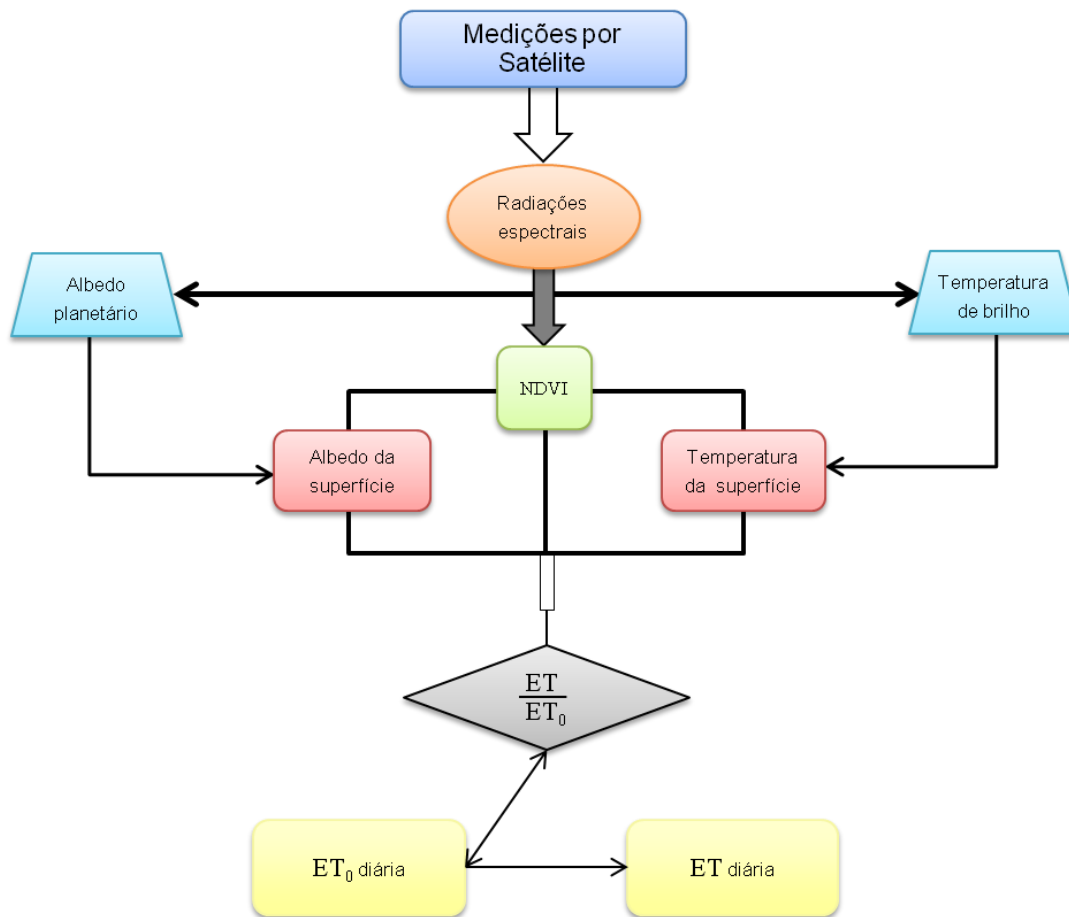 Medições por
Satélite
Radiações
espectrais
Albedo
planetário
Temperatura
de brilho
NDVI
Albedo da
superfície
Temperatura
da superfície
ET
ET₀
ET₀ diária
ET diária